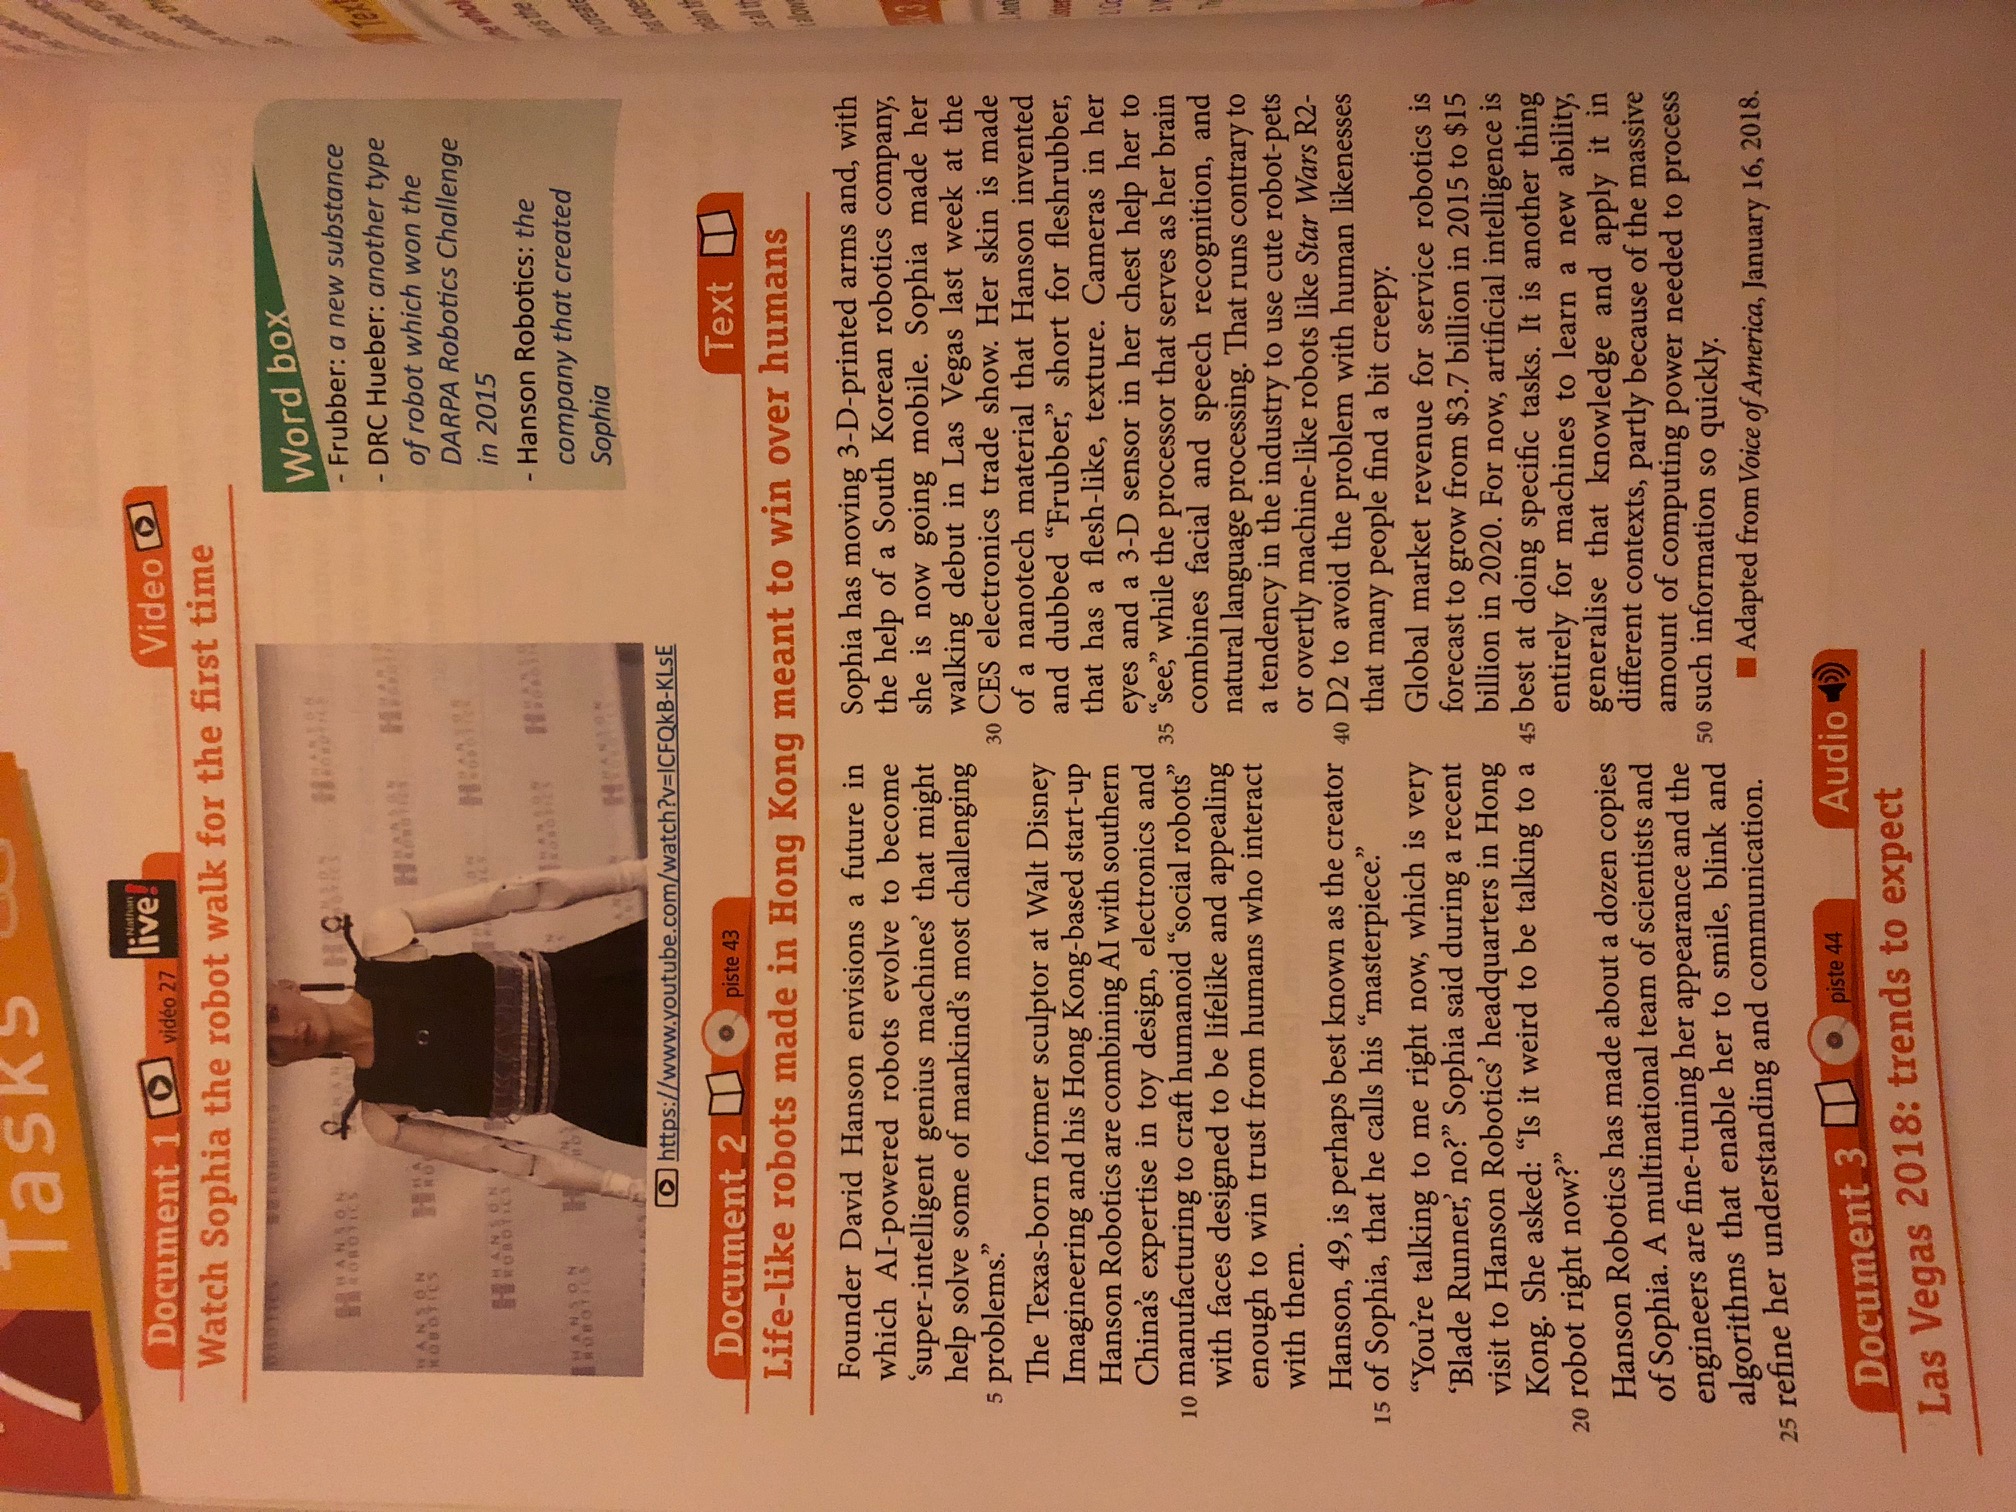 7 Tasks
Document 1 vidéo 27 Nathan live! Video
Watch Sophia the robot walk for the first time
HANSON ROBOTICS
Word box
- Frubber: a new substance
- DRC Hueber: another type
of robot which won the
DARPA Robotics Challenge
in 2015
- Hanson Robotics: the
company that created
Sophia
https://www.youtube.com/watch?v=lCFQkB-KLsE
Document 2 piste 43 Text
Life-like robots made in Hong Kong meant to win over humans
Founder David Hanson envisions a future in
which AI-powered robots evolve to become
‘super-intelligent genius machines’ that might
help solve some of mankind’s most challenging
5 problems.”
The Texas-born former sculptor at Walt Disney
Imagineering and his Hong Kong-based start-up
Hanson Robotics are combining AI with southern
China’s expertise in toy design, electronics and
10 manufacturing to craft humanoid “social robots”
with faces designed to be lifelike and appealing
enough to win trust from humans who interact
with them.
Hanson, 49, is perhaps best known as the creator
15 of Sophia, that he calls his “masterpiece.”
“You’re talking to me right now, which is very
‘Blade Runner,’ no?” Sophia said during a recent
visit to Hanson Robotics’ headquarters in Hong
Kong. She asked: “Is it weird to be talking to a
20 robot right now?”
Hanson Robotics has made about a dozen copies
of Sophia. A multinational team of scientists and
engineers are fine-tuning her appearance and the
algorithms that enable her to smile, blink and
25 refine her understanding and communication.
Sophia has moving 3-D-printed arms and, with
the help of a South Korean robotics company,
she is now going mobile. Sophia made her
walking debut in Las Vegas last week at the
30 CES electronics trade show. Her skin is made
of a nanotech material that Hanson invented
and dubbed “Frubber,” short for fleshrubber,
that has a flesh-like, texture. Cameras in her
eyes and a 3-D sensor in her chest help her to
35 “see,” while the processor that serves as her brain
combines facial and speech recognition, and
natural language processing. That runs contrary to
a tendency in the industry to use cute robot-pets
or overtly machine-like robots like Star Wars R2-
40 D2 to avoid the problem with human likenesses
that many people find a bit creepy.
Global market revenue for service robotics is
forecast to grow from $3.7 billion in 2015 to $15
billion in 2020. For now, artificial intelligence is
45 best at doing specific tasks. It is another thing
entirely for machines to learn a new ability,
generalise that knowledge and apply it in
different contexts, partly because of the massive
amount of computing power needed to process
50 such information so quickly.
Adapted from Voice of America, January 16, 2018.
Document 3 piste 44 Audio
Las Vegas 2018: trends to expect